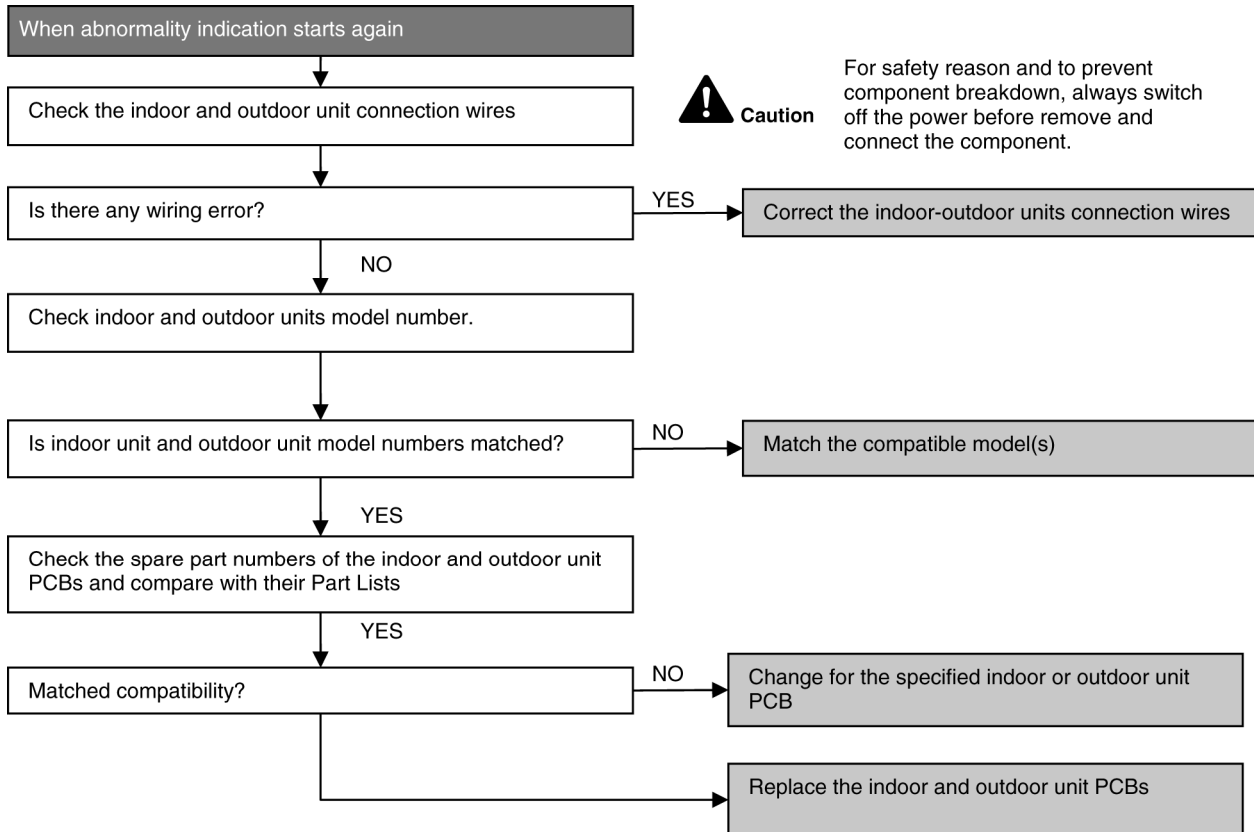 When abnormality indication starts again
Check the indoor and outdoor unit connection wires
Caution
For safety reason and to prevent
component breakdown, always switch
off the power before remove and
connect the component.
Is there any wiring error?
YES
Correct the indoor-outdoor units connection wires
NO
Check indoor and outdoor units model number.
Is indoor unit and outdoor unit model numbers matched?
NO
Match the compatible model(s)
YES
Check the spare part numbers of the indoor and outdoor unit
PCBs and compare with their Part Lists
YES
Matched compatibility?
NO
Change for the specified indoor or outdoor unit
PCB
Replace the indoor and outdoor unit PCBs